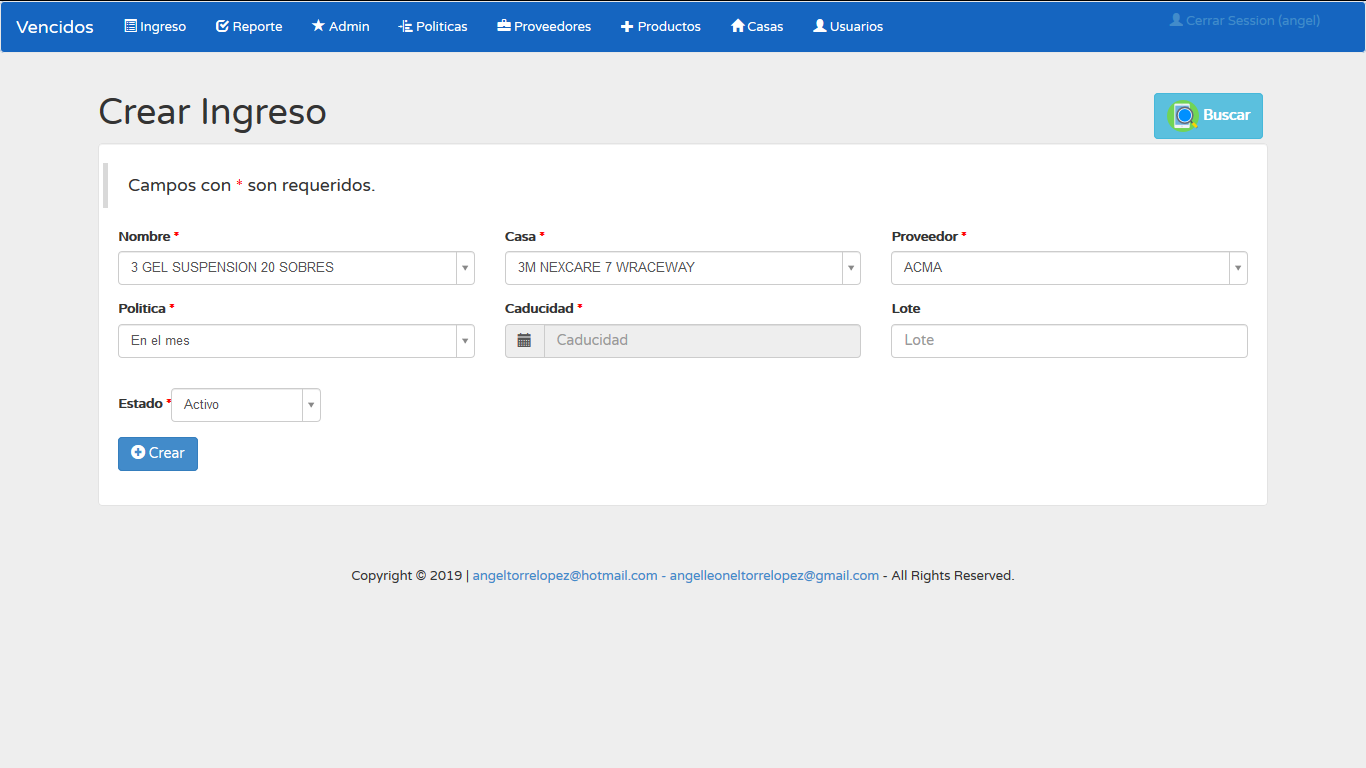 Vencidos Ingreso Reporte Admin Politicas Proveedores Productos Casas Usuarios Cerrar Session (angel)
Crear Ingreso
Buscar
Campos con * son requeridos.
Nombre * Casa * Proveedor *
3 GEL SUSPENSION 20 SOBRES 3M NEXCARE 7 WRACEWAY ACMA
Politica * Caducidad * Lote
En el mes Caducidad Lote
Estado * Activo
Crear
Copyright © 2019 | angeltorrelopez@hotmail.com - angelleoneltorrelopez@gmail.com - All Rights Reserved.